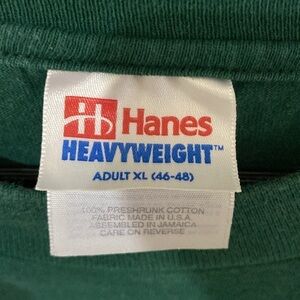 Hanes
HEAVYWEIGHT™
ADULT XL (46-48)
100% PRESHRUNK COTTON
FABRIC MADE IN U.S.A.
ASSEMBLED IN JAMAICA
CARE ON REVERSE